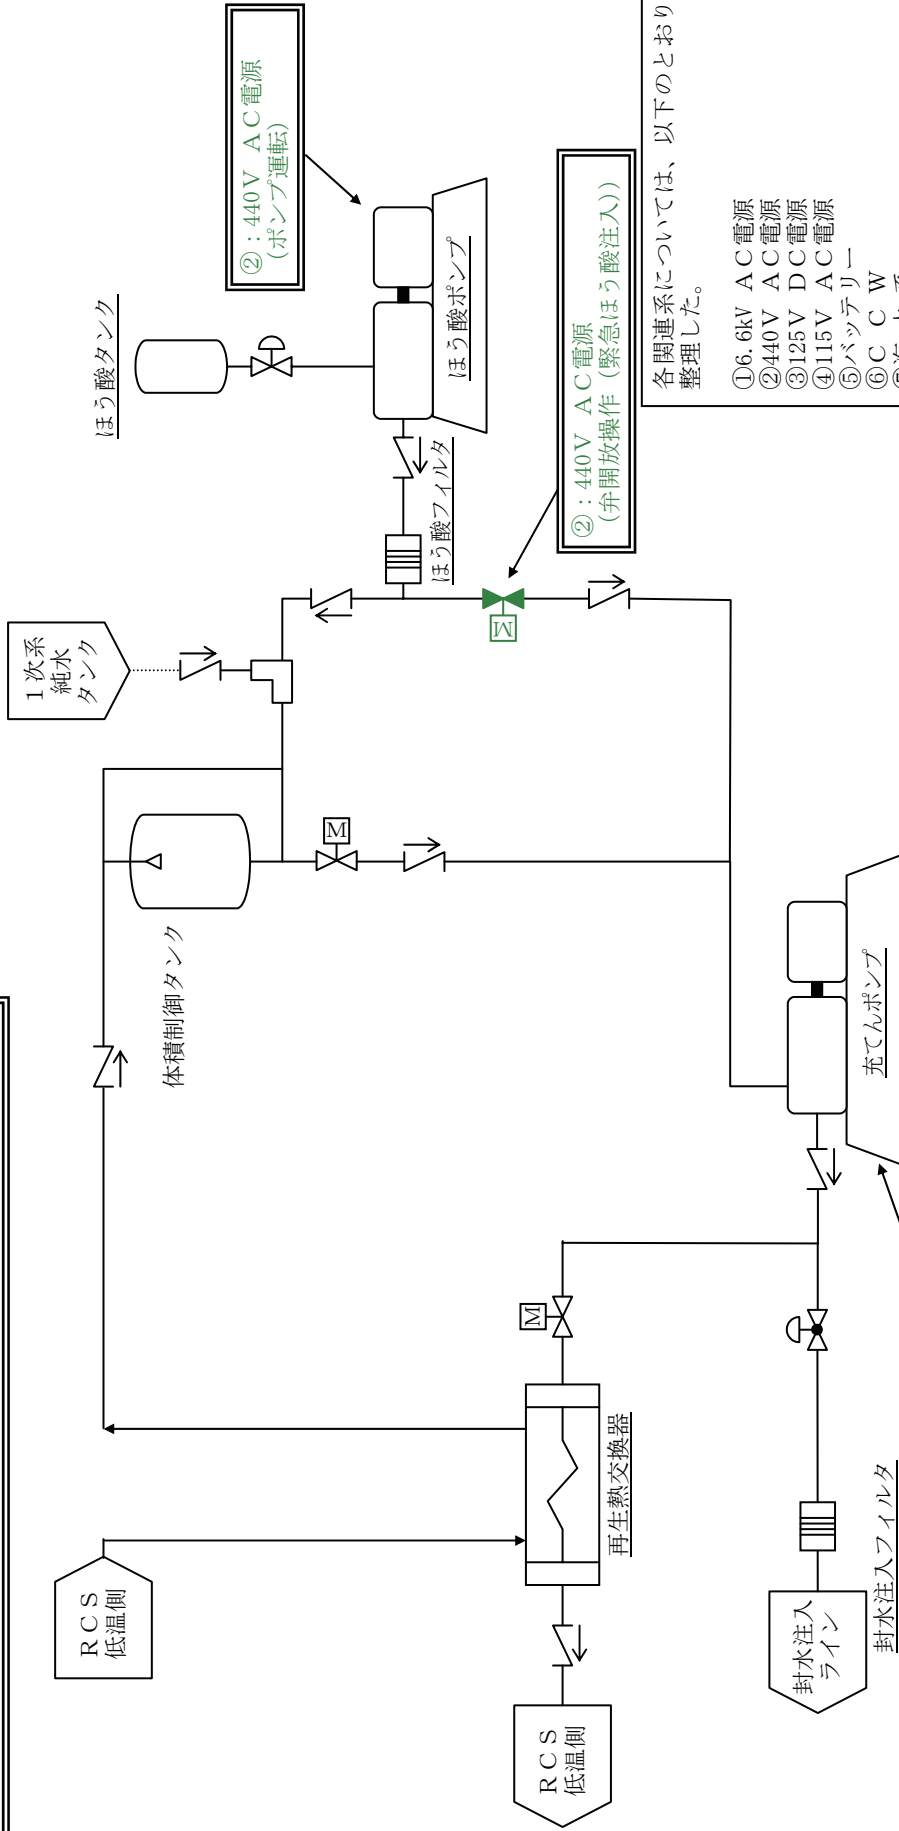 ②：440V ＡＣ電源
(ポンプ運転)
ほう酸タンク
ほう酸ポンプ
ほう酸フィルタ
②：440V ＡＣ電源
(弁開放操作（緊急ほう酸注入）)
M
各関連系については、以下のとおり
整理した。
①6.6kV ＡＣ電源
②440V ＡＣ電源
③125V ＤＣ電源
④115V ＡＣ電源
⑤バッテリー
⑥ＣＣＷ
１次系
純水
タンク
M
体積制御タンク
充てんポンプ
M
再生熱交換器
ＲＣＳ
低温側
ＲＣＳ
低温側
封水注入
ライン
封水注入フィルタ